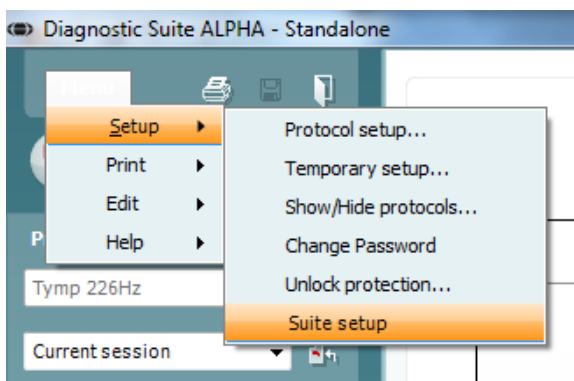 Diagnostic Suite ALPHA - Standalone
Menu
Setup
Print
Edit
Help
Protocol setup...
Temporary setup...
Show/Hide protocols...
Change Password
Unlock protection...
Suite setup
P
Tymp 226Hz
Current session